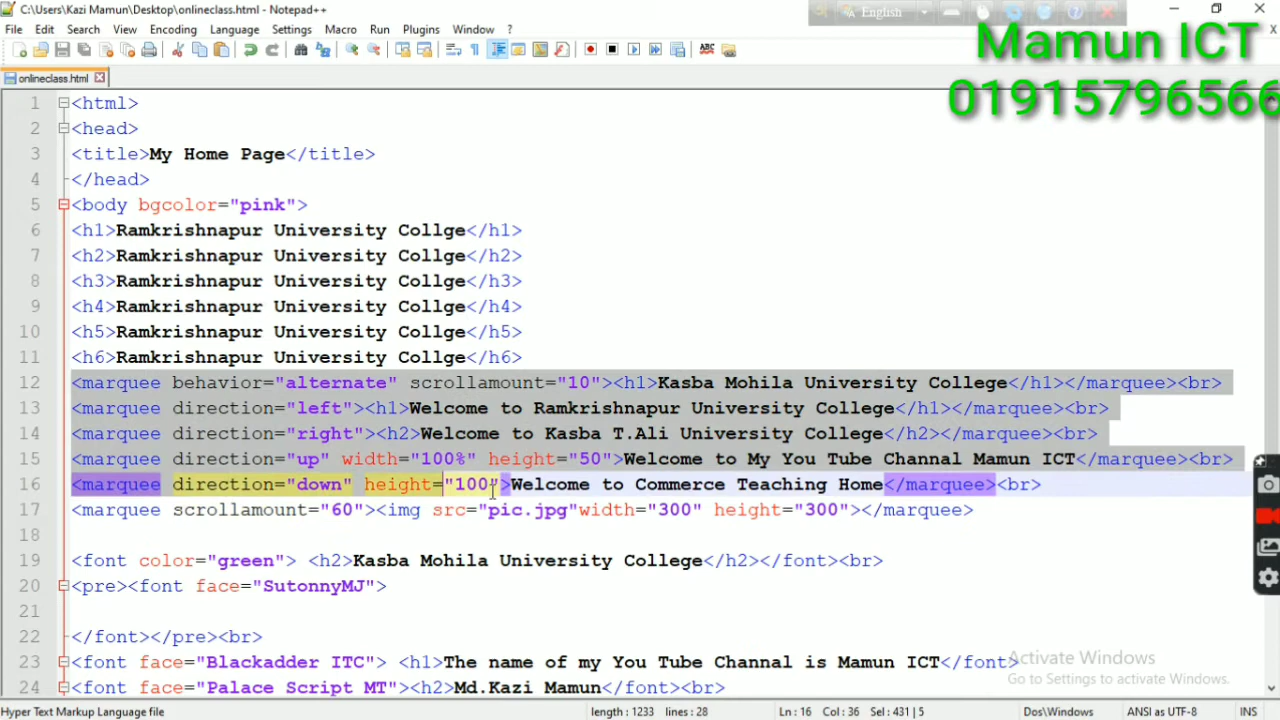 C:\Users\Kazi Mamun\Desktop\onlineclass.html - Notepad++
English
File Edit Search View Encoding Language Settings Macro Run Plugins Window ?
Mamun ICT
01915796566
onlineclass.html
1 <html>
2 <head>
3 <title>My Home Page</title>
4 </head>
5 <body bgcolor="pink">
6 <h1>Ramkrishnapur University Collge</h1>
7 <h2>Ramkrishnapur University Collge</h2>
8 <h3>Ramkrishnapur University Collge</h3>
9 <h4>Ramkrishnapur University Collge</h4>
10 <h5>Ramkrishnapur University Collge</h5>
11 <h6>Ramkrishnapur University Collge</h6>
12 <marquee behavior="alternate" scrollamount="10"><h1>Kasba Mohila University College</h1></marquee><br>
13 <marquee direction="left"><h1>Welcome to Ramkrishnapur University College</h1></marquee><br>
14 <marquee direction="right"><h2>Welcome to Kasba T.Ali University College</h2></marquee><br>
15 <marquee direction="up" width="100%" height="50">Welcome to My You Tube Channal Mamun ICT</marquee><br>
16 <marquee direction="down" height="100">Welcome to Commerce Teaching Home</marquee><br>
17 <marquee scrollamount="60"><img src="pic.jpg"width="300" height="300"></marquee>
18
19 <font color="green"> <h2>Kasba Mohila University College</h2></font><br>
20 <pre><font face="SutonnyMJ">
21
22 </font></pre><br>
23 <font face="Blackadder ITC"> <h1>The name of my You Tube Channal is Mamun ICT</font>
24 <font face="Palace Script MT"><h2>Md.Kazi Mamun</font><br>
Activate Windows
Go to Settings to activate Windows.
Hyper Text Markup Language file length : 1233 lines : 28 Ln : 16 Col : 36 Sel : 431 | 5 Dos\Windows ANSI as UTF-8 INS